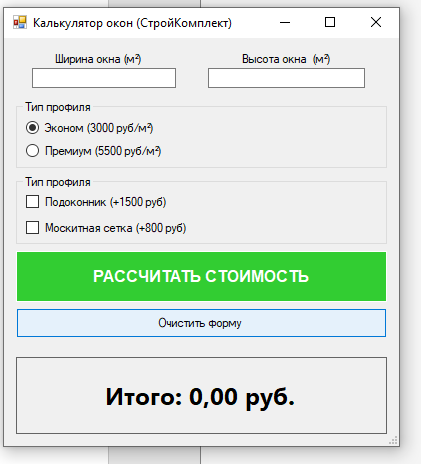 Калькулятор окон (СтройКомплект)
Ширина окна (м²) Высота окна (м²)
Тип профиля
Эконом (3000 руб/м²)
Премиум (5500 руб/м²)
Тип профиля
Подоконник (+1500 руб)
Москитная сетка (+800 руб)
РАССЧИТАТЬ СТОИМОСТЬ
Очистить форму
Итого: 0,00 руб.